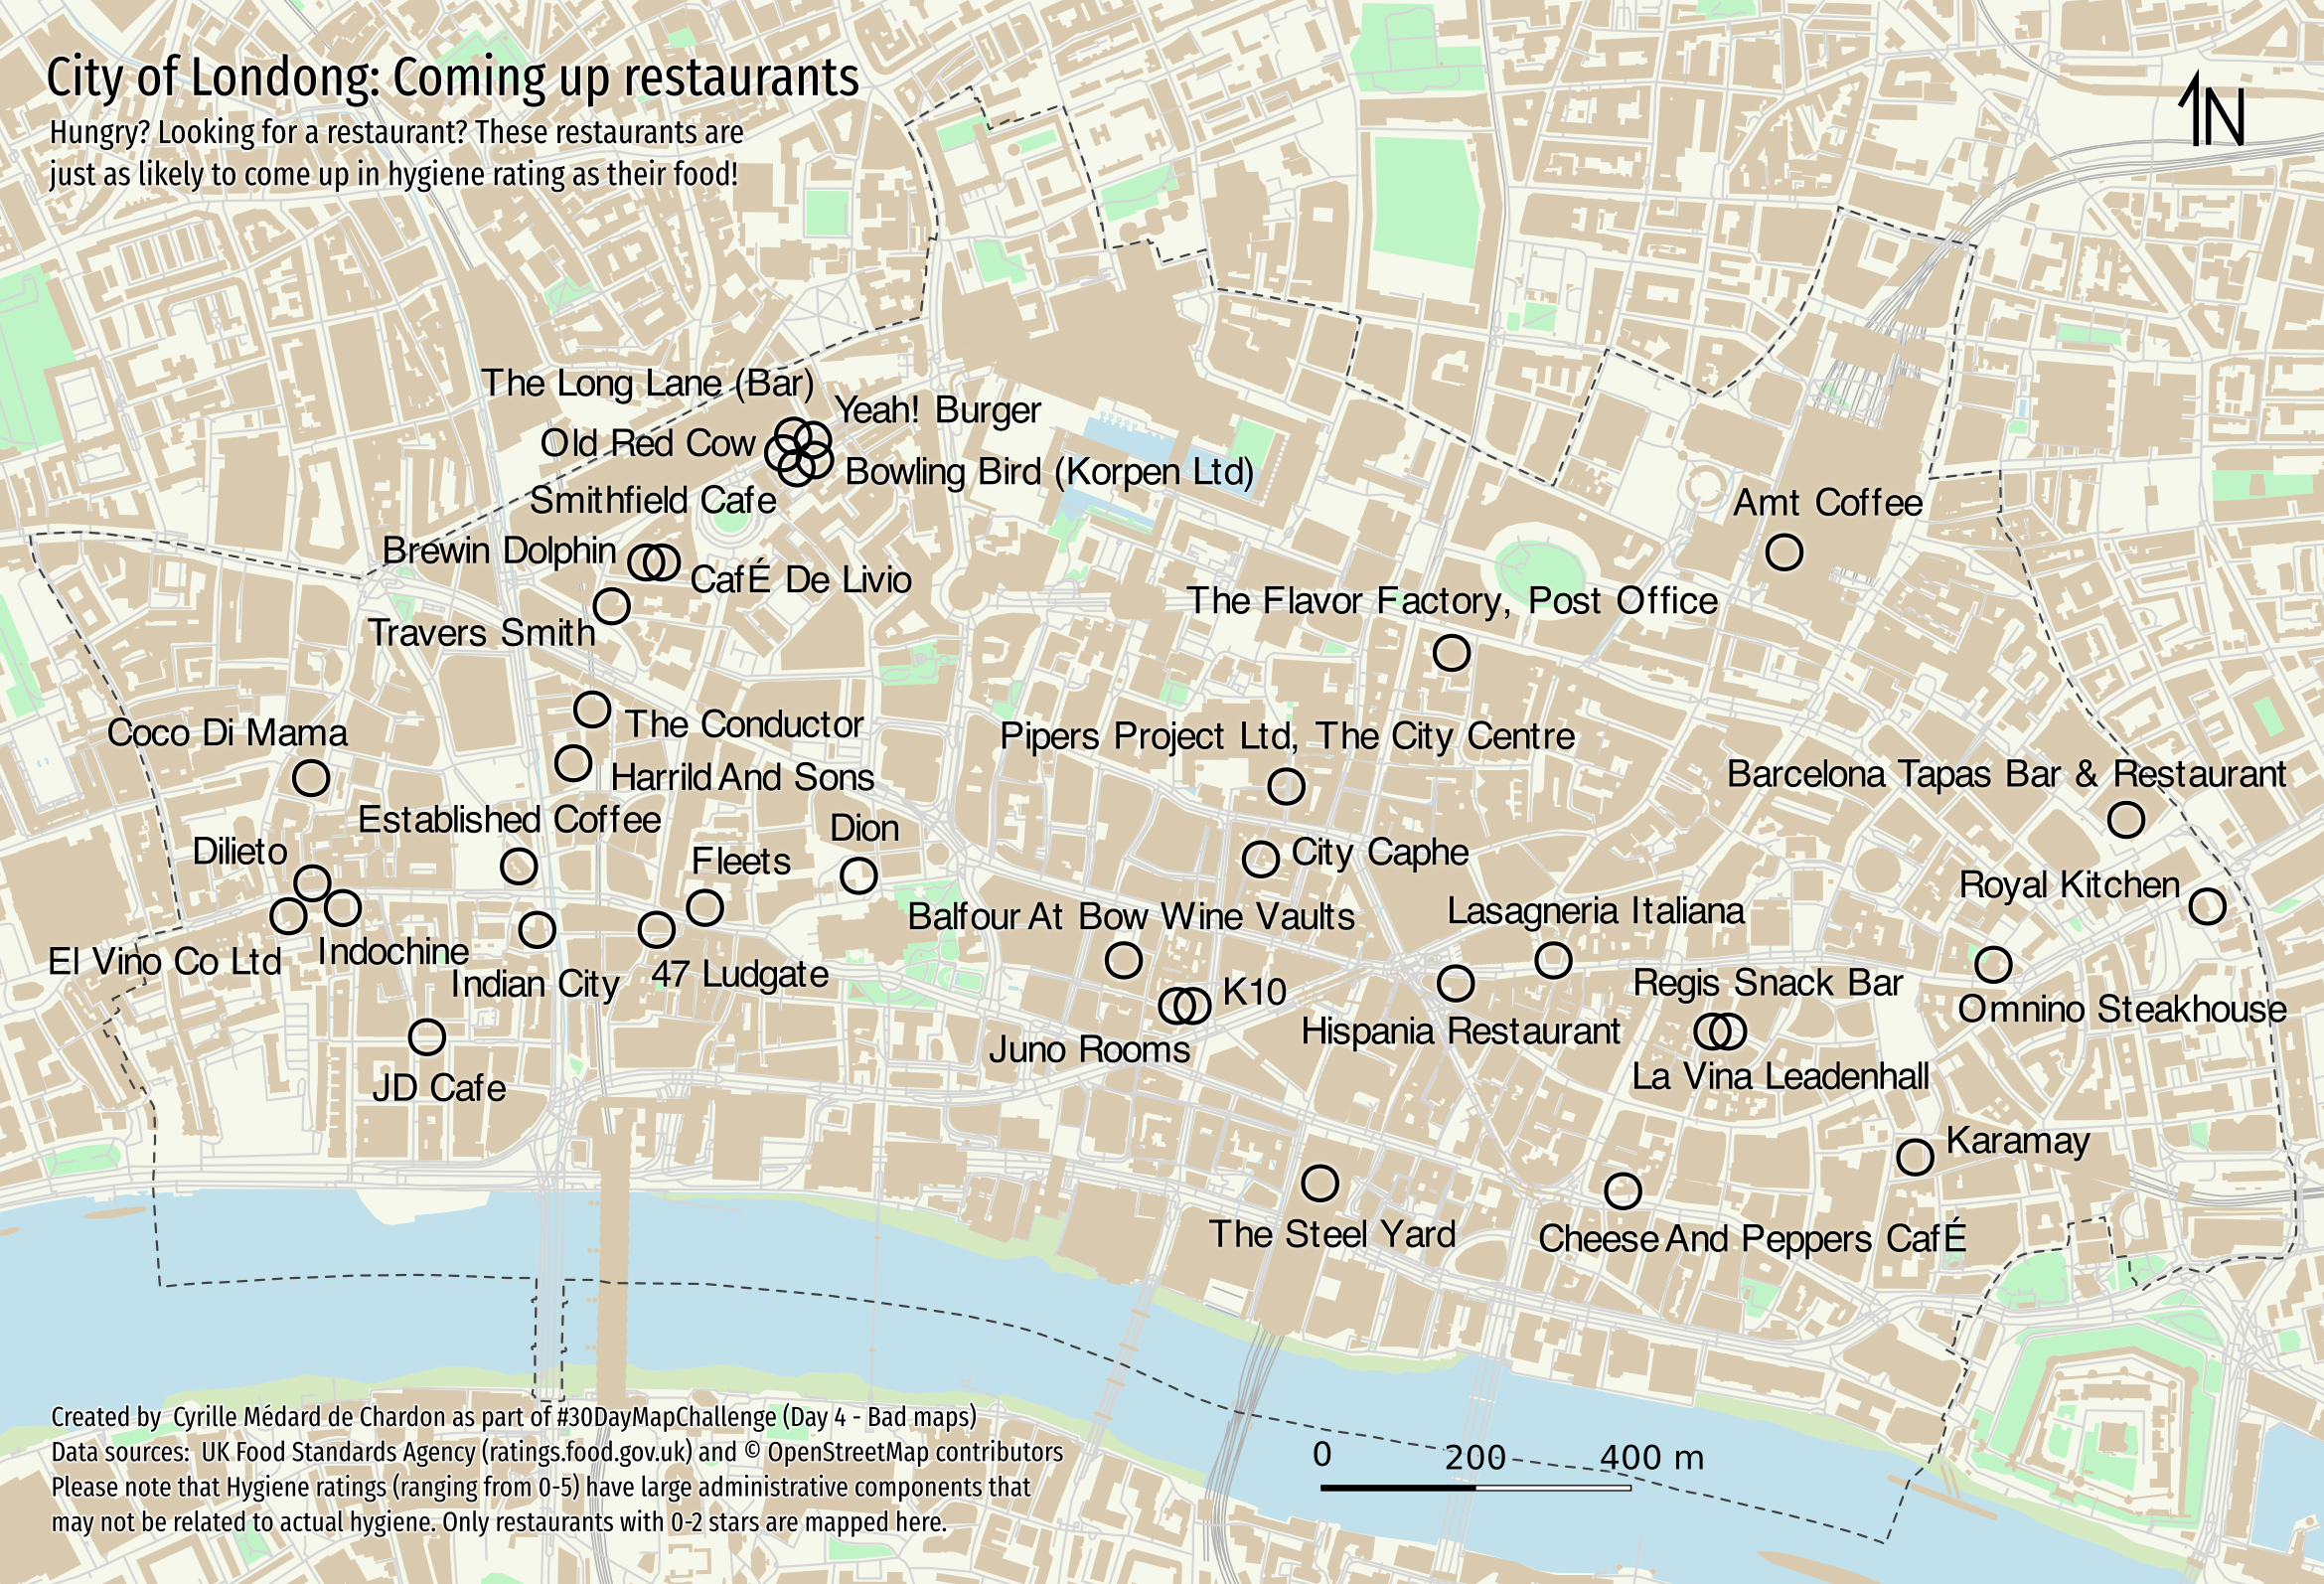 City of Londong: Coming up restaurants
Hungry? Looking for a restaurant? These restaurants are
just as likely to come up in hygiene rating as their food!
N
The Long Lane (Bar)
Yeah! Burger
Old Red Cow
Bowling Bird (Korpen Ltd)
Smithfield Cafe
Amt Coffee
Brewin Dolphin
CafÉ De Livio
The Flavor Factory, Post Office
Travers Smith
The Conductor
Coco Di Mama
Pipers Project Ltd, The City Centre
Harrild And Sons
Barcelona Tapas Bar & Restaurant
Established Coffee
Dion
Dilieto
Fleets
City Caphe
Royal Kitchen
Balfour At Bow Wine Vaults
Lasagneria Italiana
El Vino Co Ltd
Indochine
Indian City
47 Ludgate
K10
Regis Snack Bar
Omnino Steakhouse
Hispania Restaurant
Juno Rooms
La Vina Leadenhall
JD Cafe
Karamay
The Steel Yard
Cheese And Peppers CafÉ
0 200 400 m
Created by Cyrille Médard de Chardon as part of #30DayMapChallenge (Day 4 - Bad maps)
Data sources: UK Food Standards Agency (ratings.food.gov.uk) and © OpenStreetMap contributors
Please note that Hygiene ratings (ranging from 0-5) have large administrative components that
may not be related to actual hygiene. Only restaurants with 0-2 stars are mapped here.